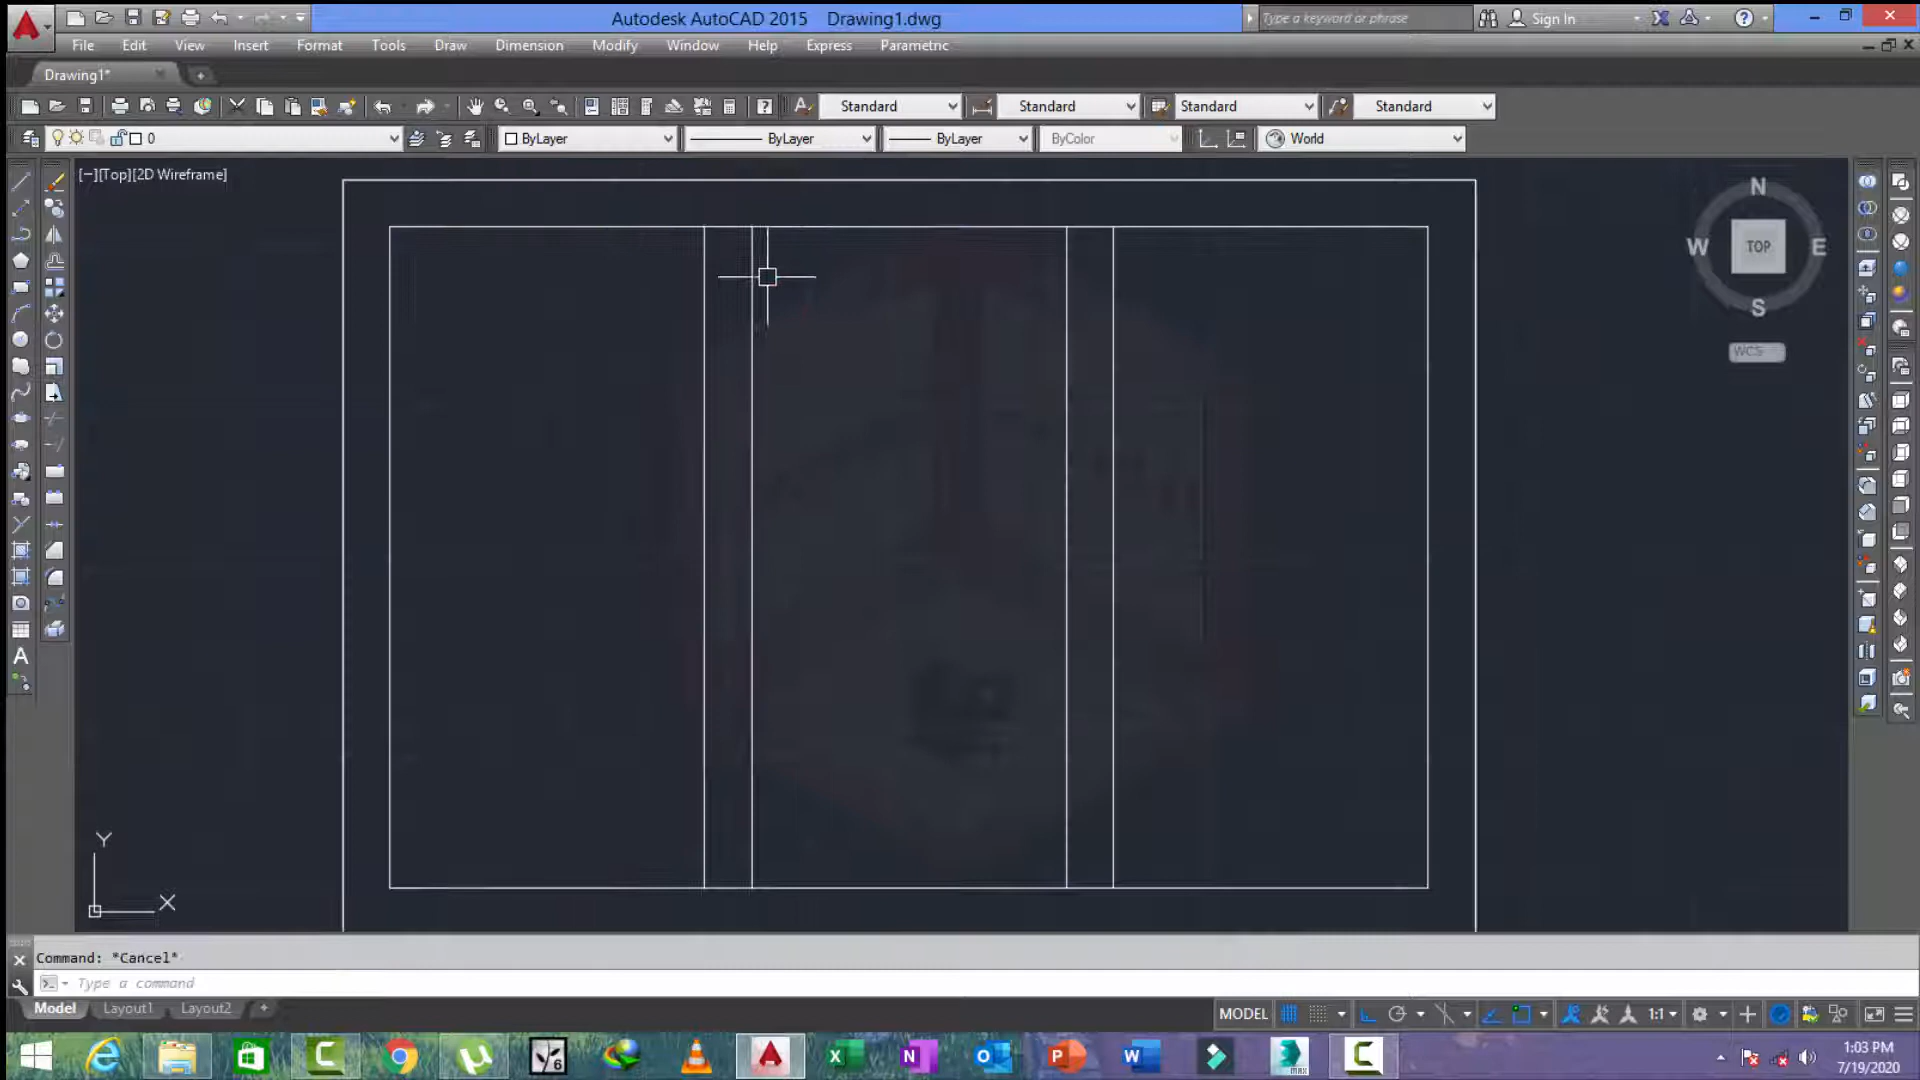 Autodesk AutoCAD 2015 Drawing1.dwg
Type a keyword or phrase
Sign In
File Edit View Insert Format Tools Draw Dimension Modify Window Help Express Parametric
Drawing1*
Standard Standard Standard Standard
0 ByLayer ByLayer ByLayer ByColor World
[−][Top][2D Wireframe]
N
W TOP E
S
WCS
Y
X
Command: *Cancel*
Type a command
Model Layout1 Layout2
MODEL 1:1
1:03 PM
7/19/2020